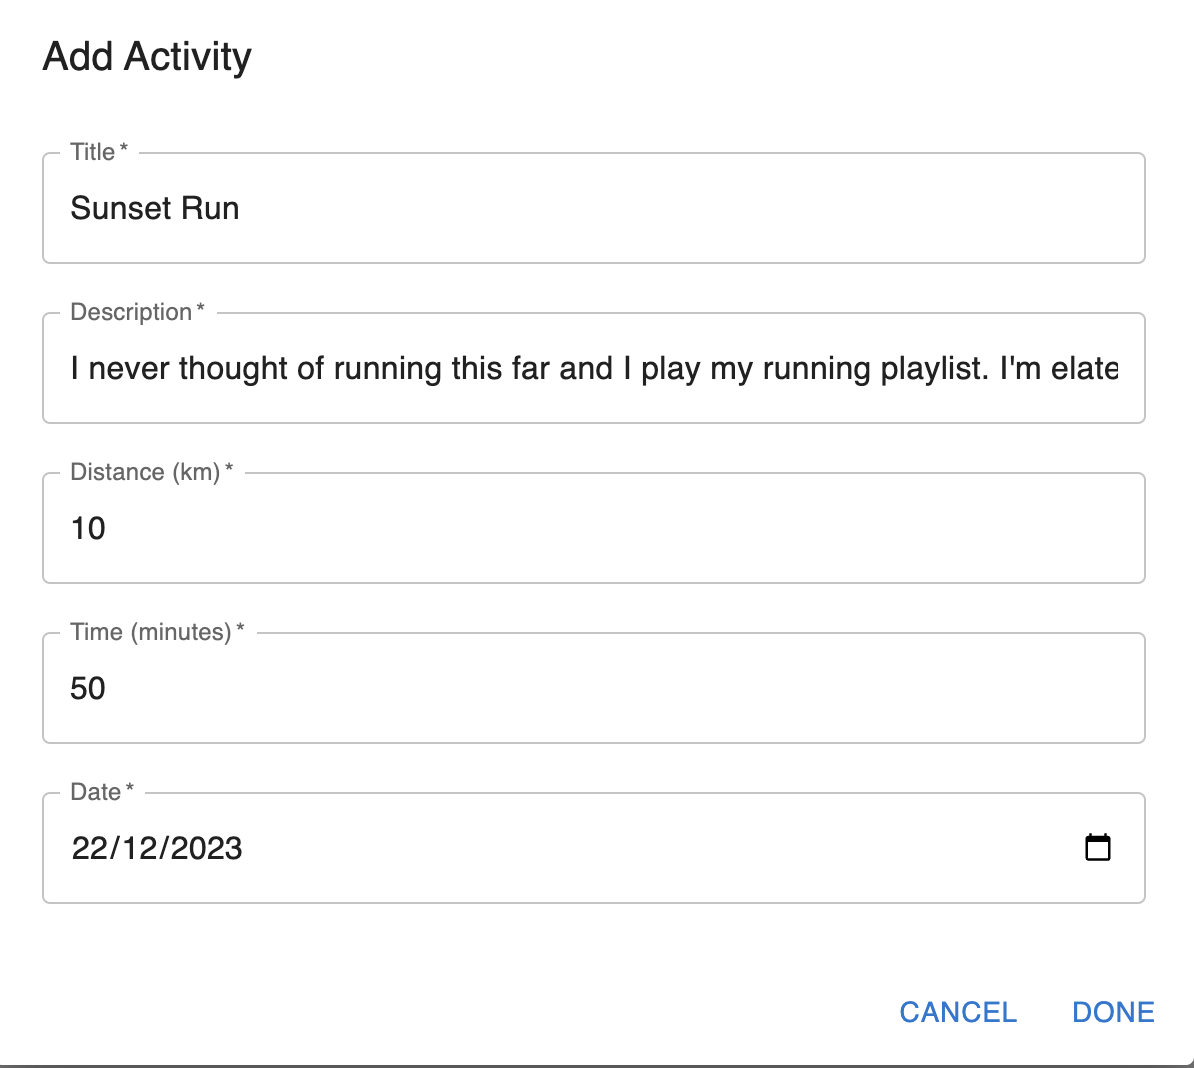 Add Activity
Title *
Sunset Run
Description *
I never thought of running this far and I play my running playlist. I'm elate
Distance (km) *
10
Time (minutes) *
50
Date *
22/12/2023
CANCEL DONE